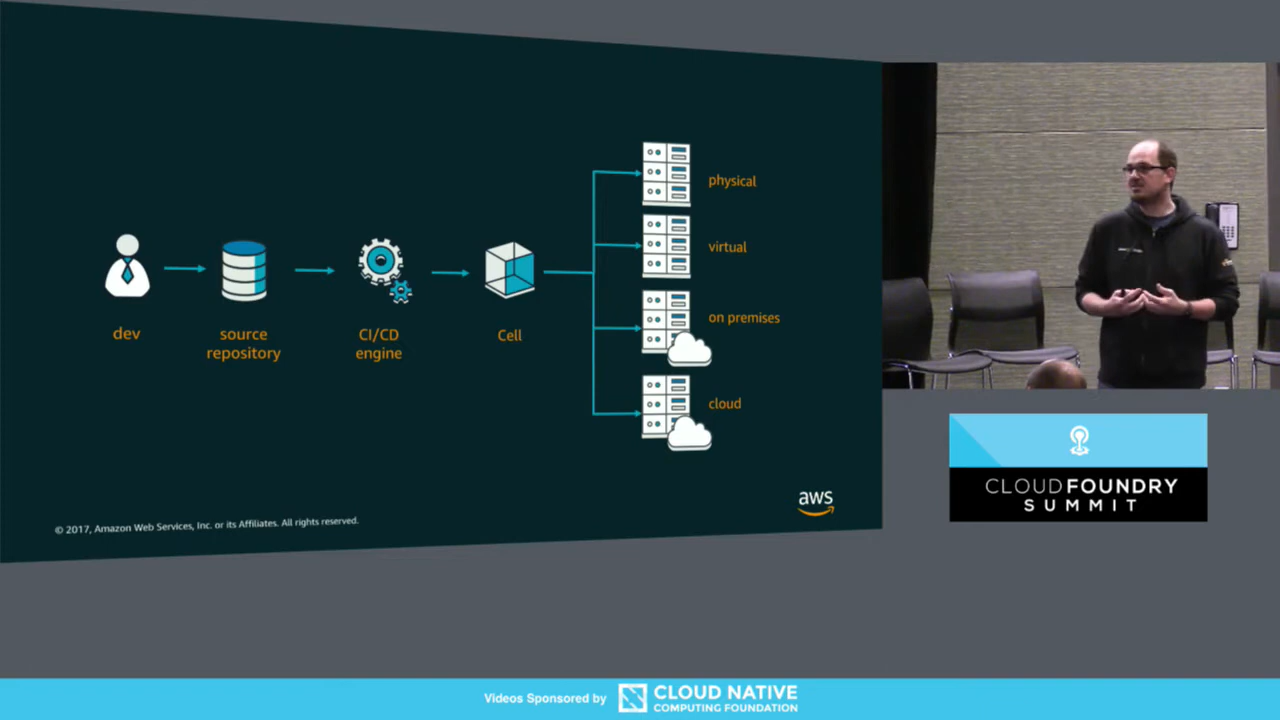 physical
virtual
on premises
cloud
dev
source
repository
CI/CD
engine
Cell
aws
© 2017, Amazon Web Services, Inc. or its Affiliates. All rights reserved.
CLOUD FOUNDRY
SUMMIT
Videos Sponsored by
CLOUD NATIVE
COMPUTING FOUNDATION